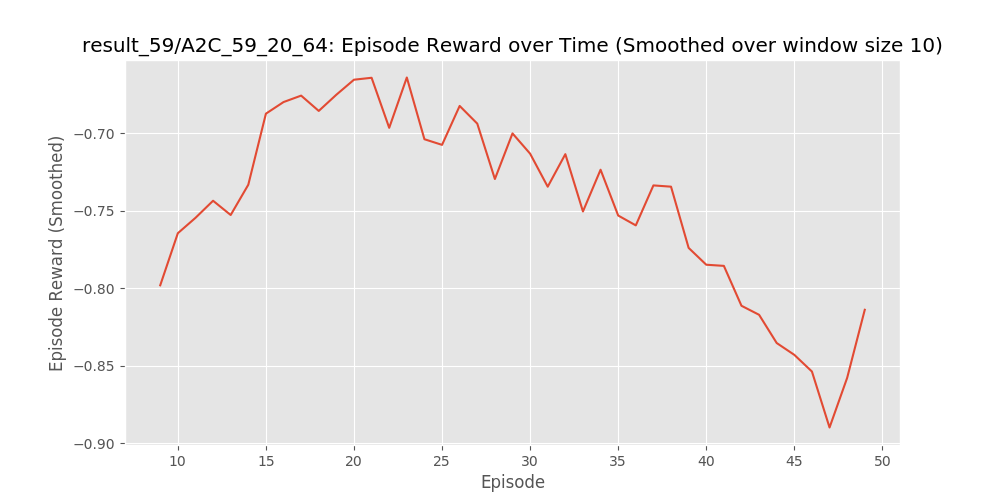 result_59/A2C_59_20_64: Episode Reward over Time (Smoothed over window size 10)
Episode Reward (Smoothed)
−0.70
−0.75
−0.80
−0.85
−0.90
10 15 20 25 30 35 40 45 50
Episode